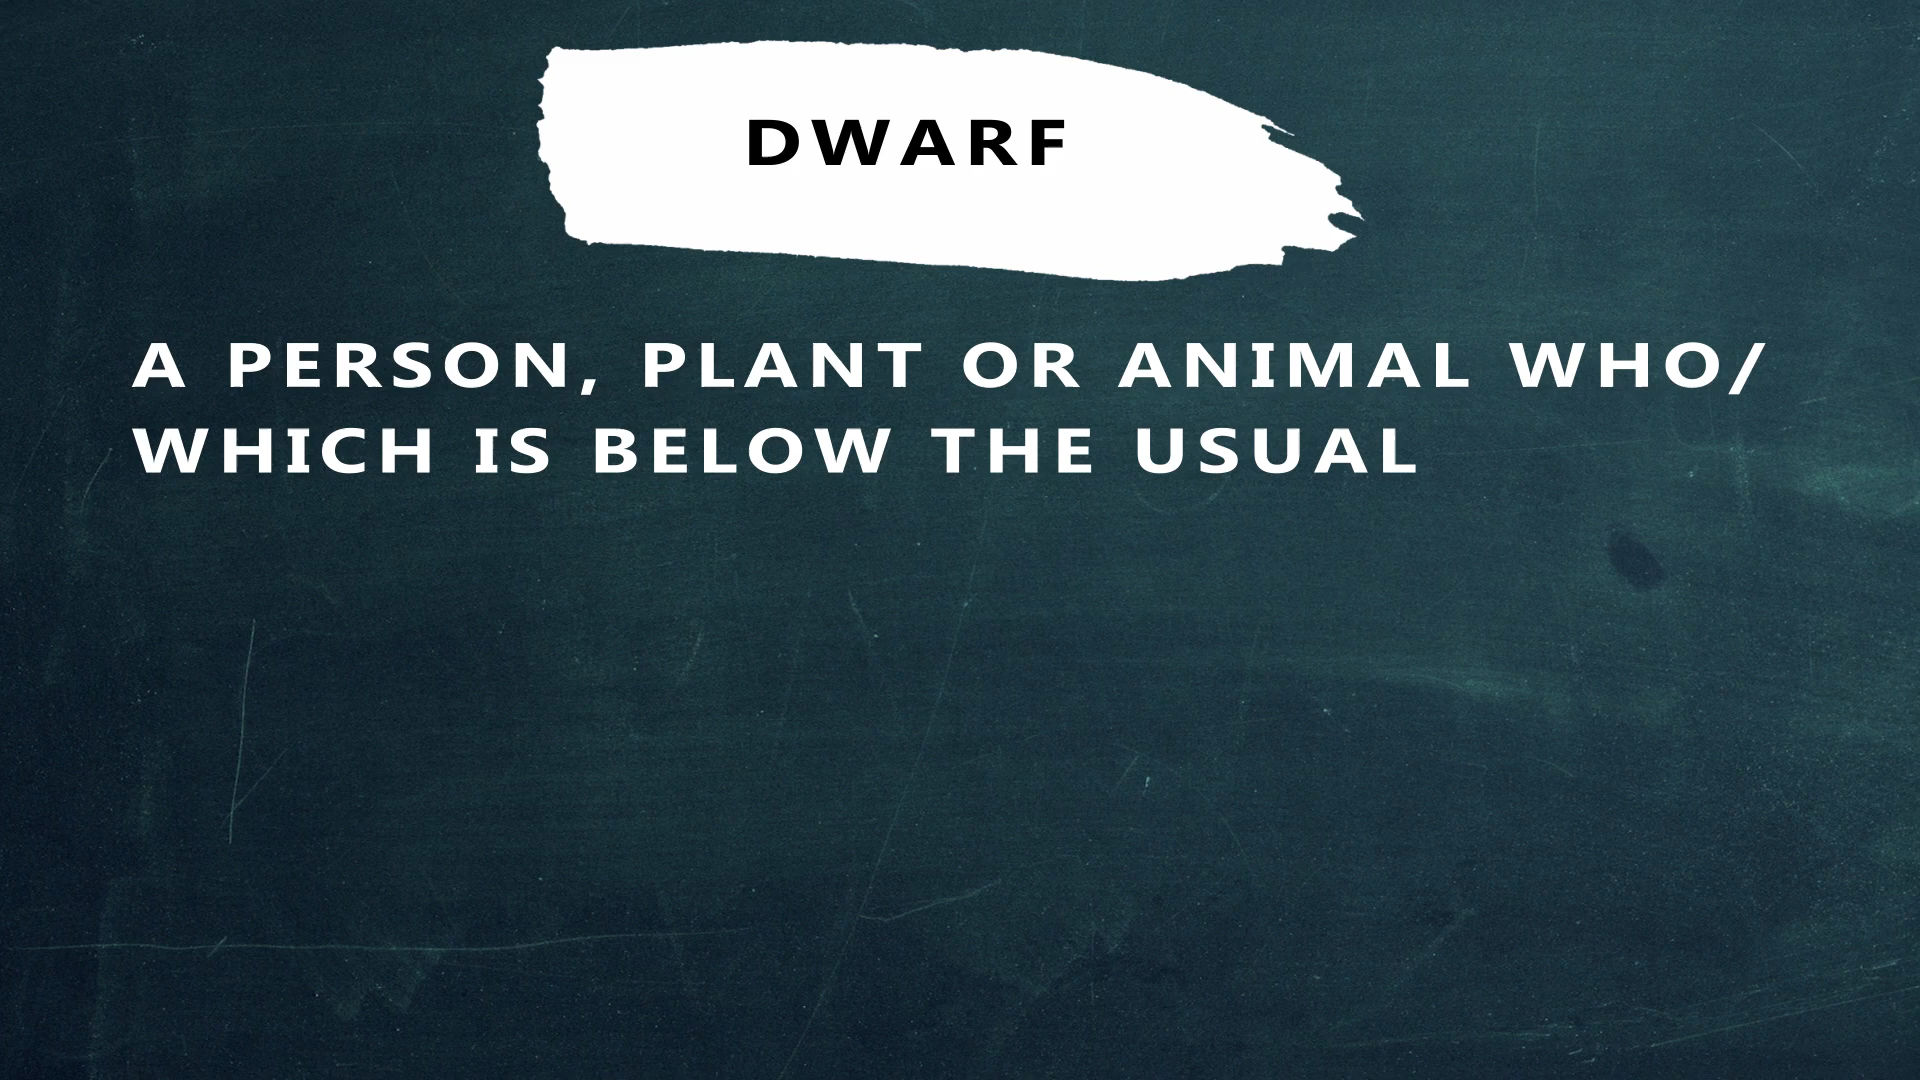 DWARF
A PERSON, PLANT OR ANIMAL WHO/
WHICH IS BELOW THE USUAL